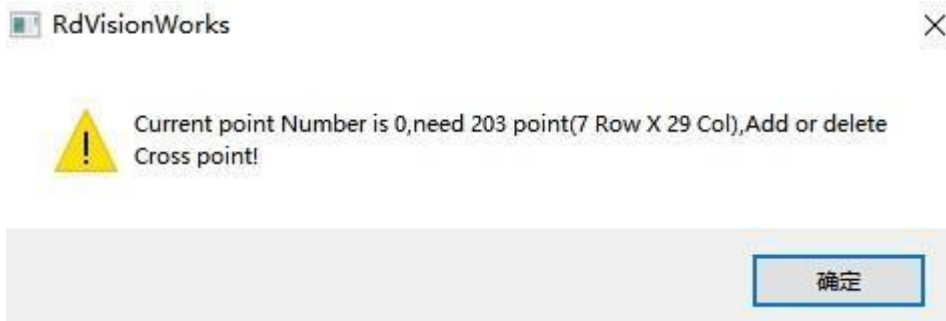 RdVisionWorks
Current point Number is 0,need 203 point(7 Row X 29 Col),Add or delete
Cross point!
确定